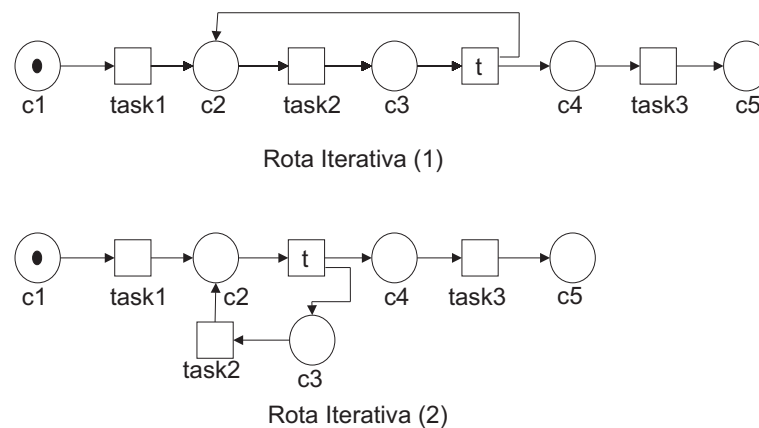 t
c1 task1 c2 task2 c3 c4 task3 c5
Rota Iterativa (1)
t
c1 task1 c2 c4 task3 c5
task2 c3
Rota Iterativa (2)